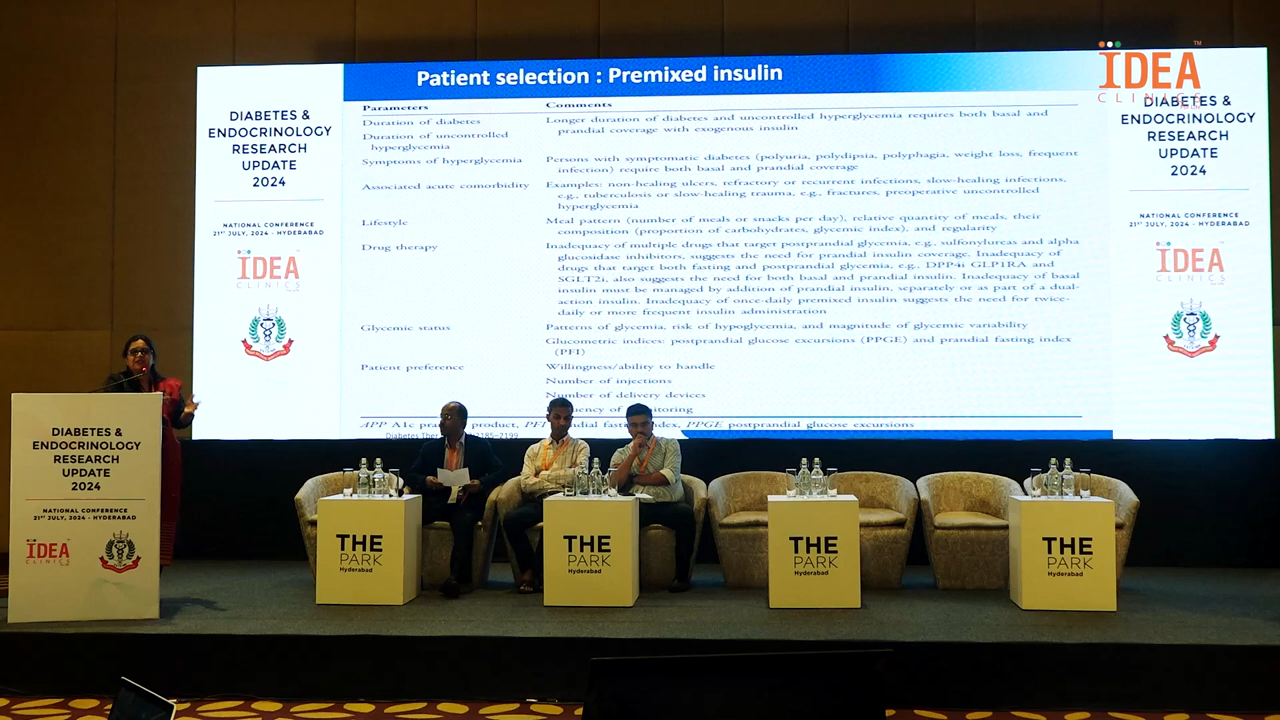 Patient selection : Premixed insulin
IDEA
CLINICS
TM
DIABETES &
ENDOCRINOLOGY
RESEARCH
UPDATE
2024
NATIONAL CONFERENCE
21ST JULY, 2024 - HYDERABAD
IDEA
CLINICS
Parameters Comments
Duration of diabetes Longer duration of diabetes and uncontrolled hyperglycemia requires both basal and
prandial coverage with exogenous insulin
Duration of uncontrolled
hyperglycemia
Symptoms of hyperglycemia Persons with symptomatic diabetes (polyuria, polydipsia, polyphagia, weight loss, frequent
infection) require both basal and prandial coverage
Associated acute comorbidity Examples: non-healing ulcers, refractory or recurrent infections, slow-healing infections,
e.g., tuberculosis or slow-healing trauma, e.g., fractures, preoperative uncontrolled
hyperglycemia
Lifestyle Meal pattern (number of meals or snacks per day), relative quantity of meals, their
composition (proportion of carbohydrates, glycemic index), and regularity
Drug therapy Inadequacy of multiple drugs that target postprandial glycemia, e.g., sulfonylureas and alpha
glucosidase inhibitors, suggests the need for prandial insulin coverage. Inadequacy of
drugs that target both fasting and postprandial glycemia, e.g., DPP4i GLP1RA and
SGLT2i, also suggests the need for both basal and prandial insulin. Inadequacy of basal
insulin must be managed by addition of prandial insulin, separately or as part of a dual-
action insulin. Inadequacy of once-daily premixed insulin suggests the need for twice-
daily or more frequent insulin administration
Glycemic status Patterns of glycemia, risk of hypoglycemia, and magnitude of glycemic variability
Glucometric indices: postprandial glucose excursions (PPGE) and prandial fasting index
(PFI)
Patient preference Willingness/ability to handle
Number of injections
Number of delivery devices
APP A1c product, PFI index, PPGE postprandial glucose excursions
Diabetes Ther 2185–2199
DIABETES &
ENDOCRINOLOGY
RESEARCH
UPDATE
2024
NATIONAL CONFERENCE
21ST JULY, 2024 - HYDERABAD
IDEA
CLINICS
DIABETES &
ENDOCRINOLOGY
RESEARCH
UPDATE
2024
NATIONAL CONFERENCE
21ST JULY, 2024 - HYDERABAD
IDEA
CLINICS
THE
PARK
Hyderabad
THE
PARK
Hyderabad
THE
PARK
Hyderabad
THE
PARK
Hyderabad